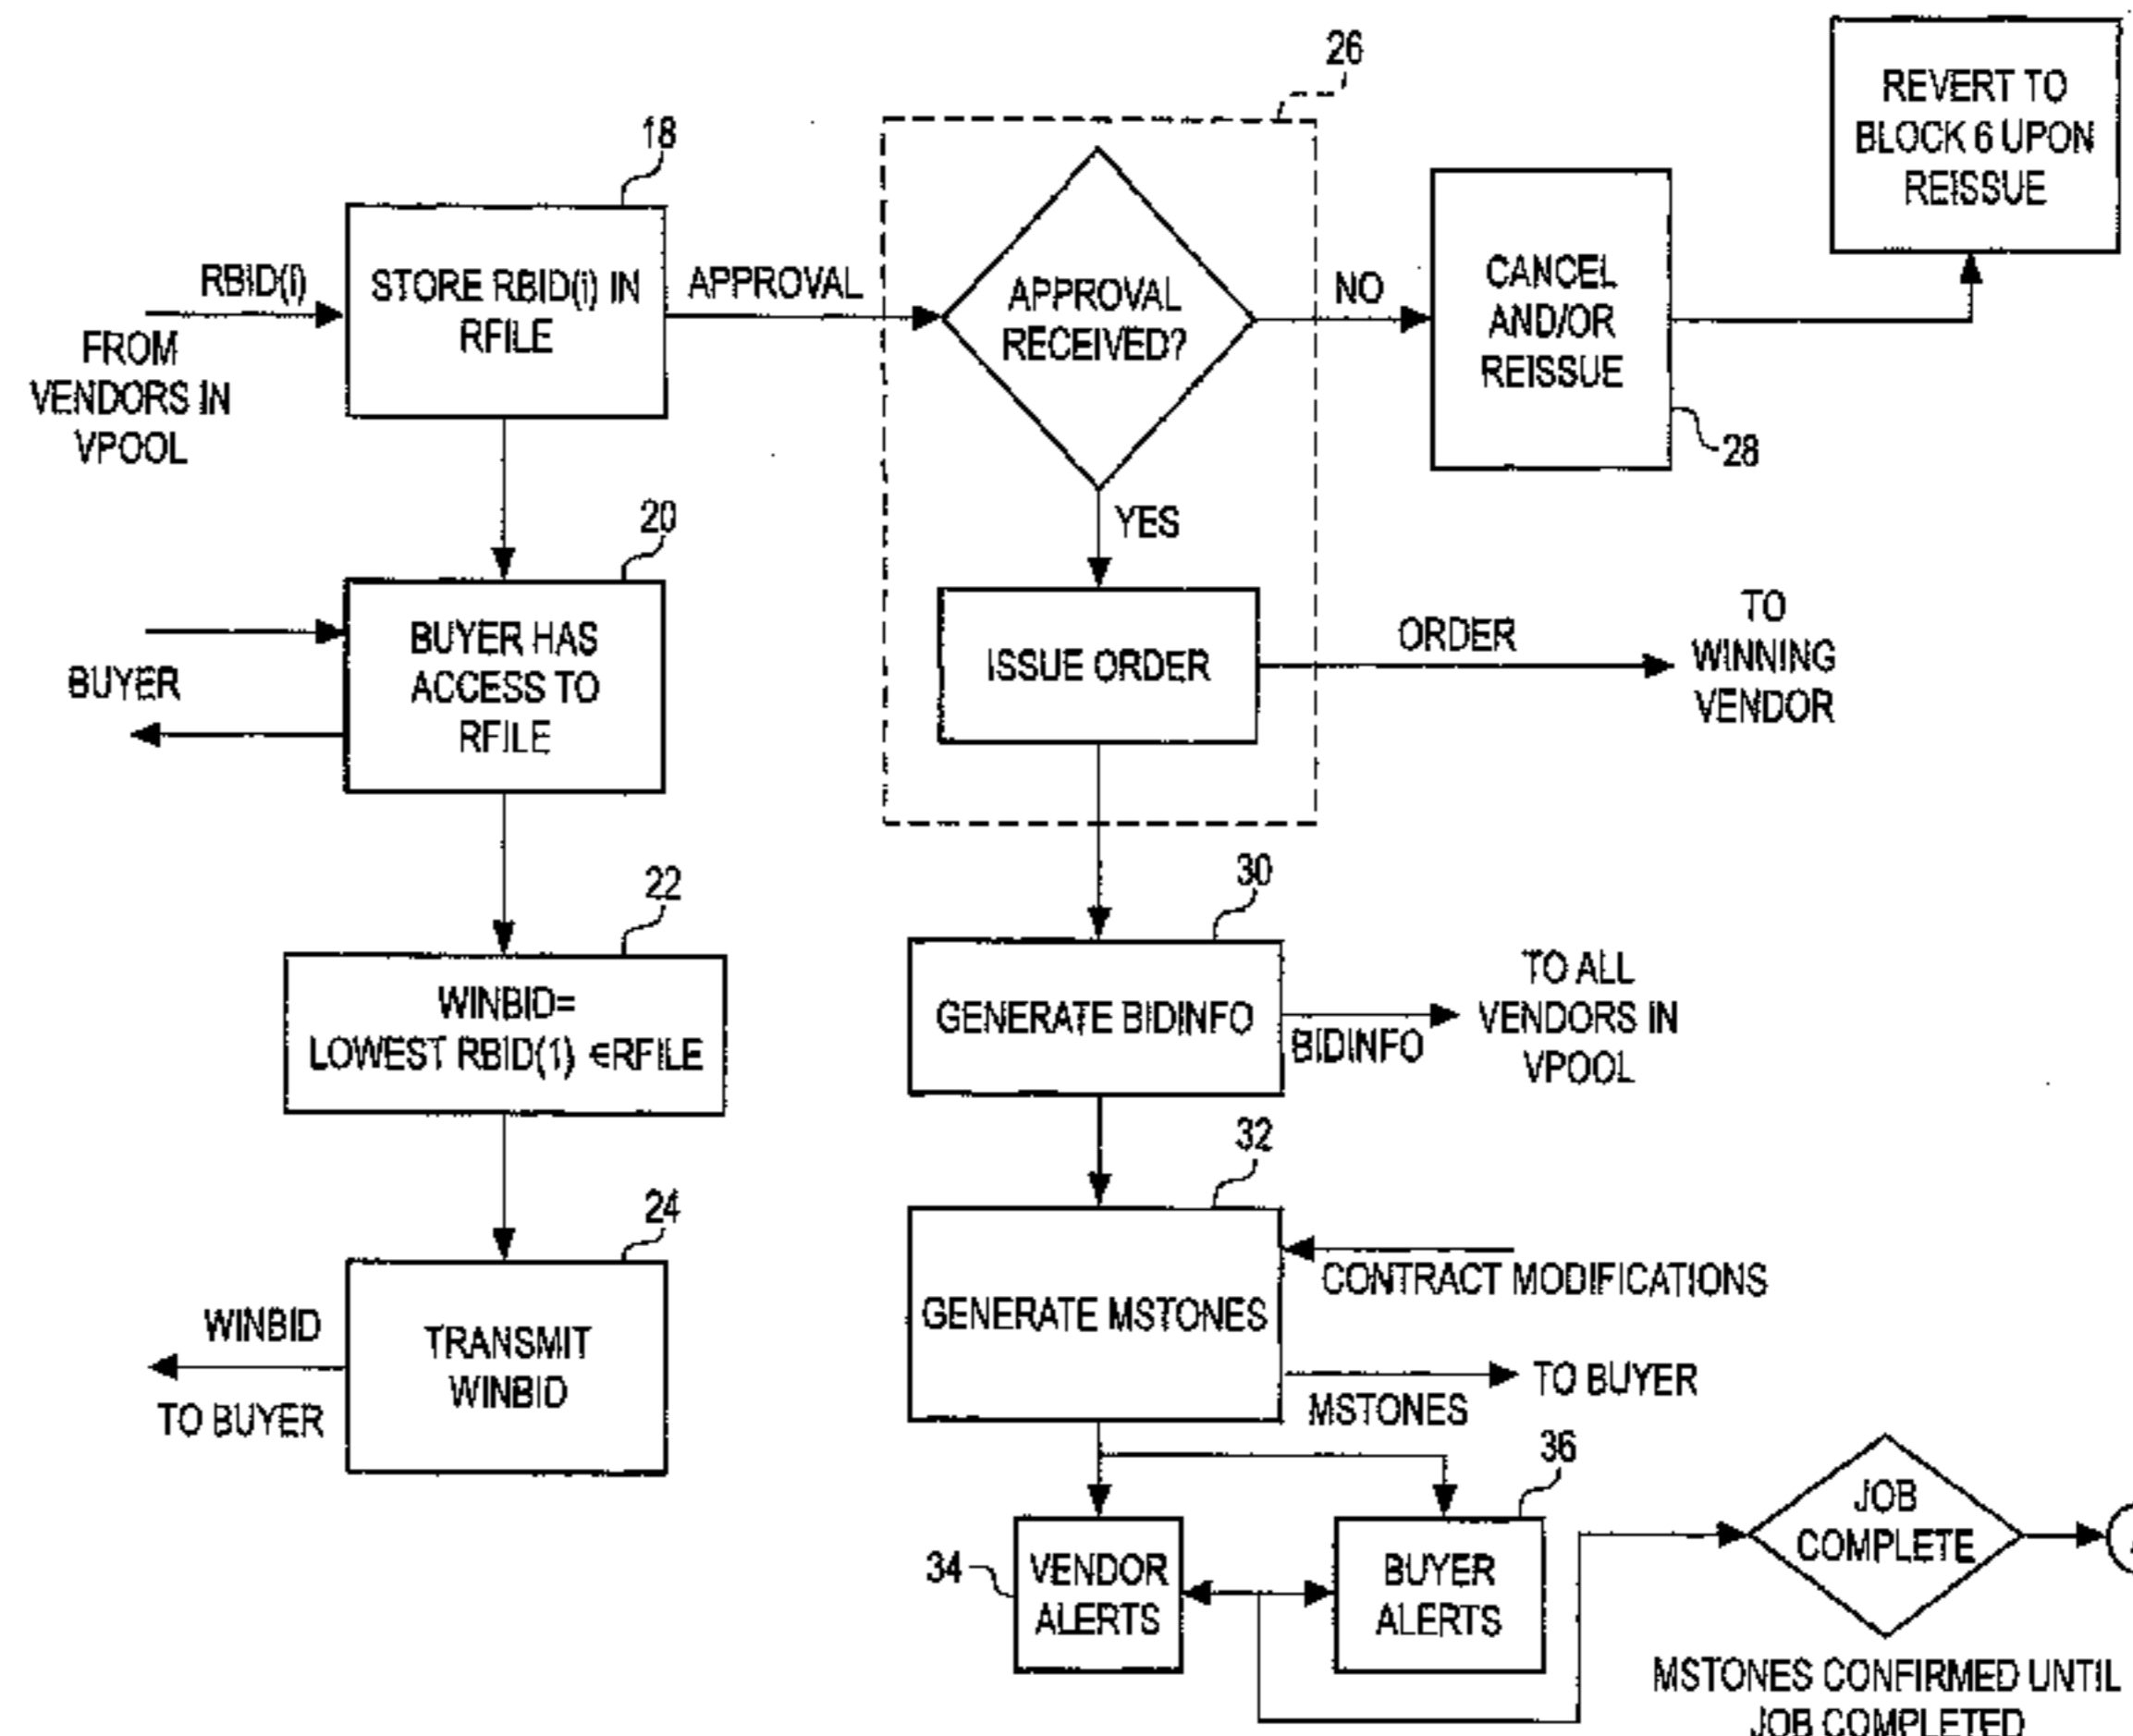 26
REVERT TO
BLOCK 6 UPON
REISSUE
18
RBID(i)
FROM
VENDORS IN
VPOOL
STORE RBID(i) IN
RFILE
APPROVAL
APPROVAL
RECEIVED?
NO
CANCEL
AND/OR
REISSUE
28
YES
20
BUYER
BUYER HAS
ACCESS TO
RFILE
ISSUE ORDER
ORDER
TO
WINNING
VENDOR
22
WINBID=
LOWEST RBID(1) ∈RFILE
30
GENERATE BIDINFO
BIDINFO
TO ALL
VENDORS IN
VPOOL
24
WINBID
TO BUYER
TRANSMIT
WINBID
32
GENERATE MSTONES
CONTRACT MODIFICATIONS
MSTONES
TO BUYER
34
VENDOR
ALERTS
36
BUYER
ALERTS
JOB
COMPLETE
MSTONES CONFIRMED UNTIL
JOB COMPLETED